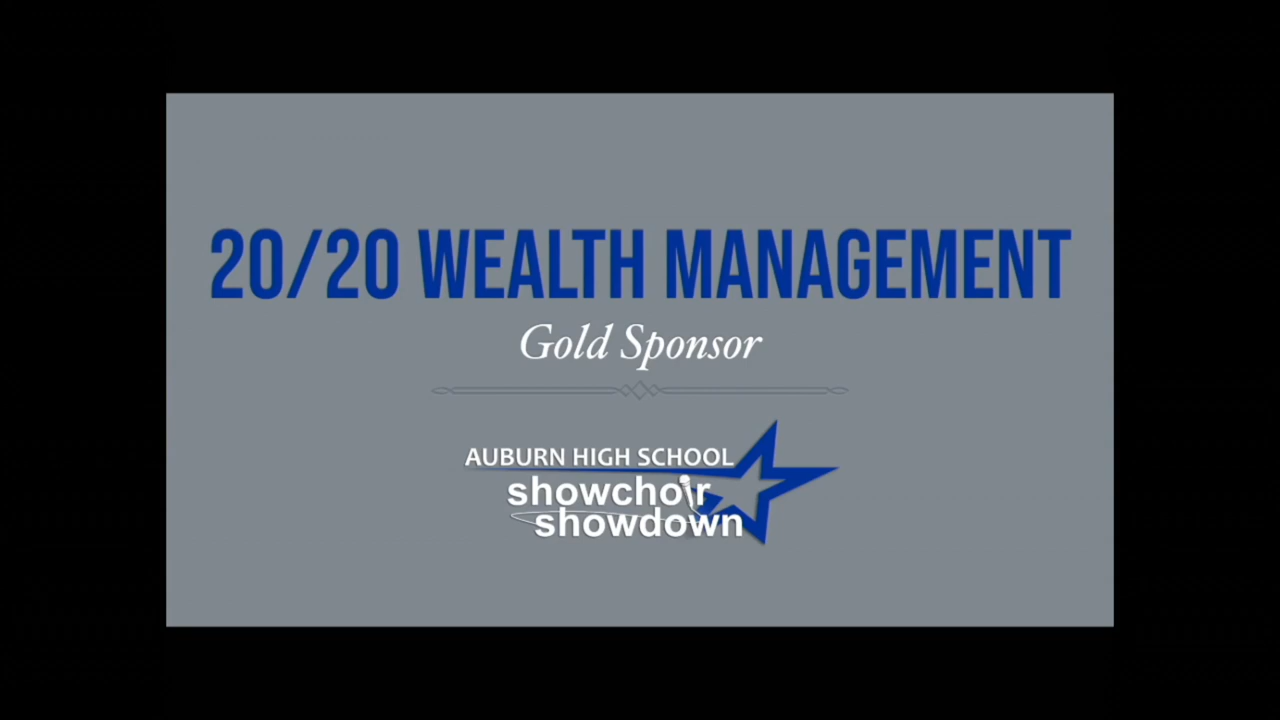 20/20 WEALTH MANAGEMENT
Gold Sponsor
AUBURN HIGH SCHOOL
showchoir
showdown